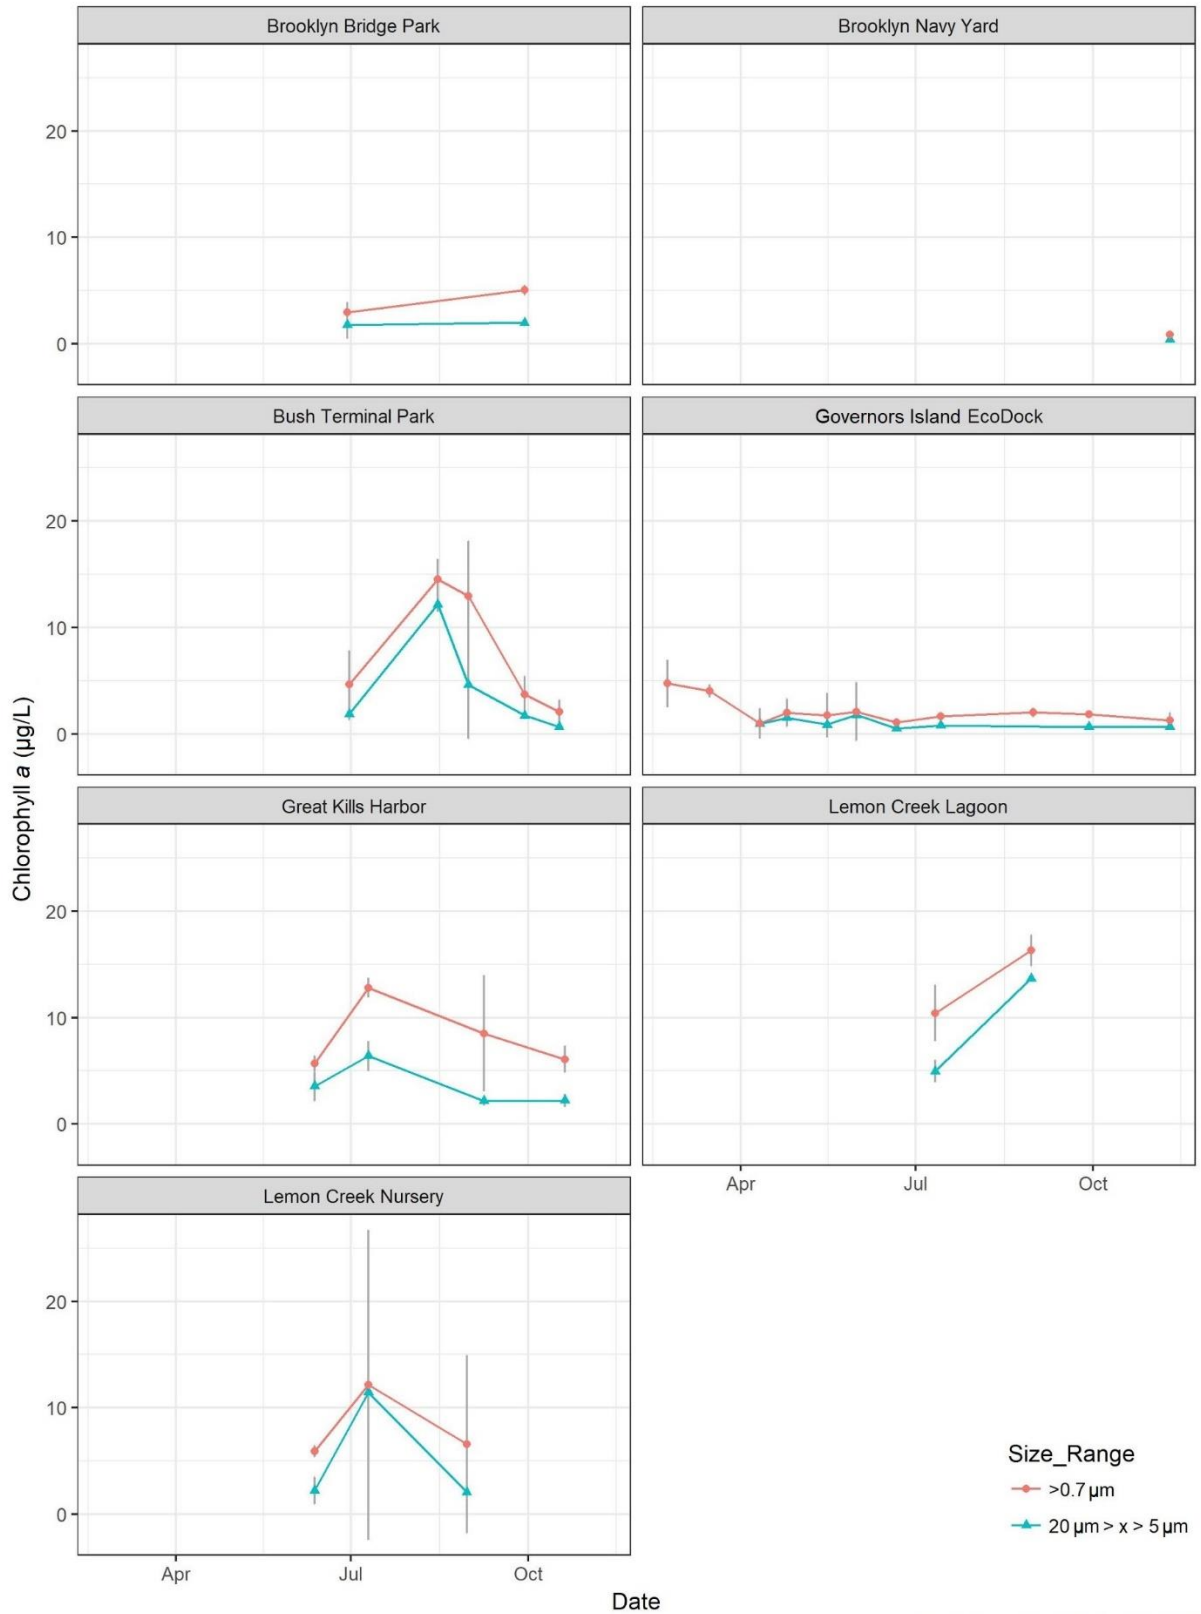 Brooklyn Bridge Park
Brooklyn Navy Yard
20
10
0
Bush Terminal Park
Governors Island EcoDock
20
10
0
Chlorophyll a (µg/L)
Great Kills Harbor
Lemon Creek Lagoon
20
10
0
Apr Jul Oct
Lemon Creek Nursery
20
10
0
Apr Jul Oct
Date
Size_Range
>0.7 µm
20 µm > x > 5 µm